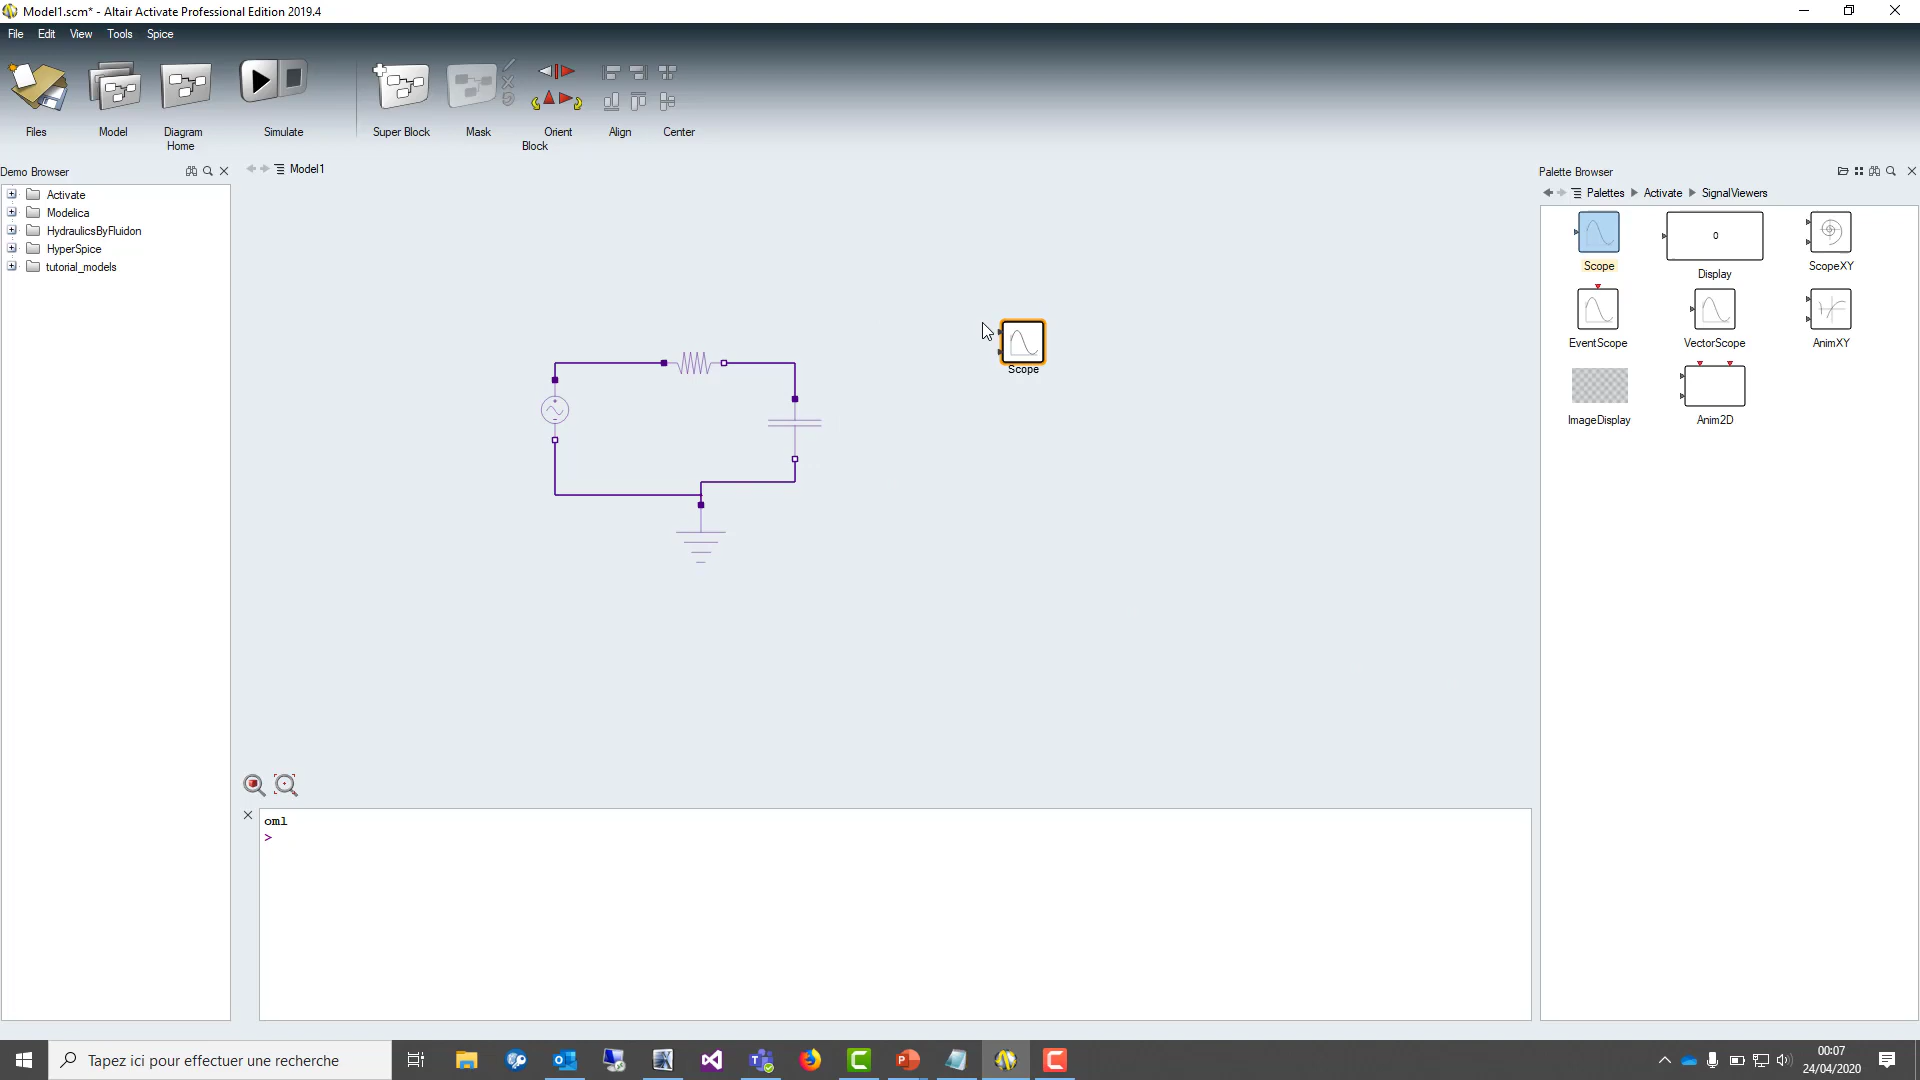 Model1.scm* - Altair Activate Professional Edition 2019.4
File Edit View Tools Spice
Files Model Diagram Simulate Super Block Mask Orient Align Center
Home Block
Demo Browser
Activate
Modelica
HydraulicsByFluidon
HyperSpice
tutorial_models
Model1
Scope
Palette Browser
Palettes Activate SignalViewers
0
Scope Display ScopeXY
EventScope VectorScope AnimXY
ImageDisplay Anim2D
oml
>
Tapez ici pour effectuer une recherche
00:07
24/04/2020